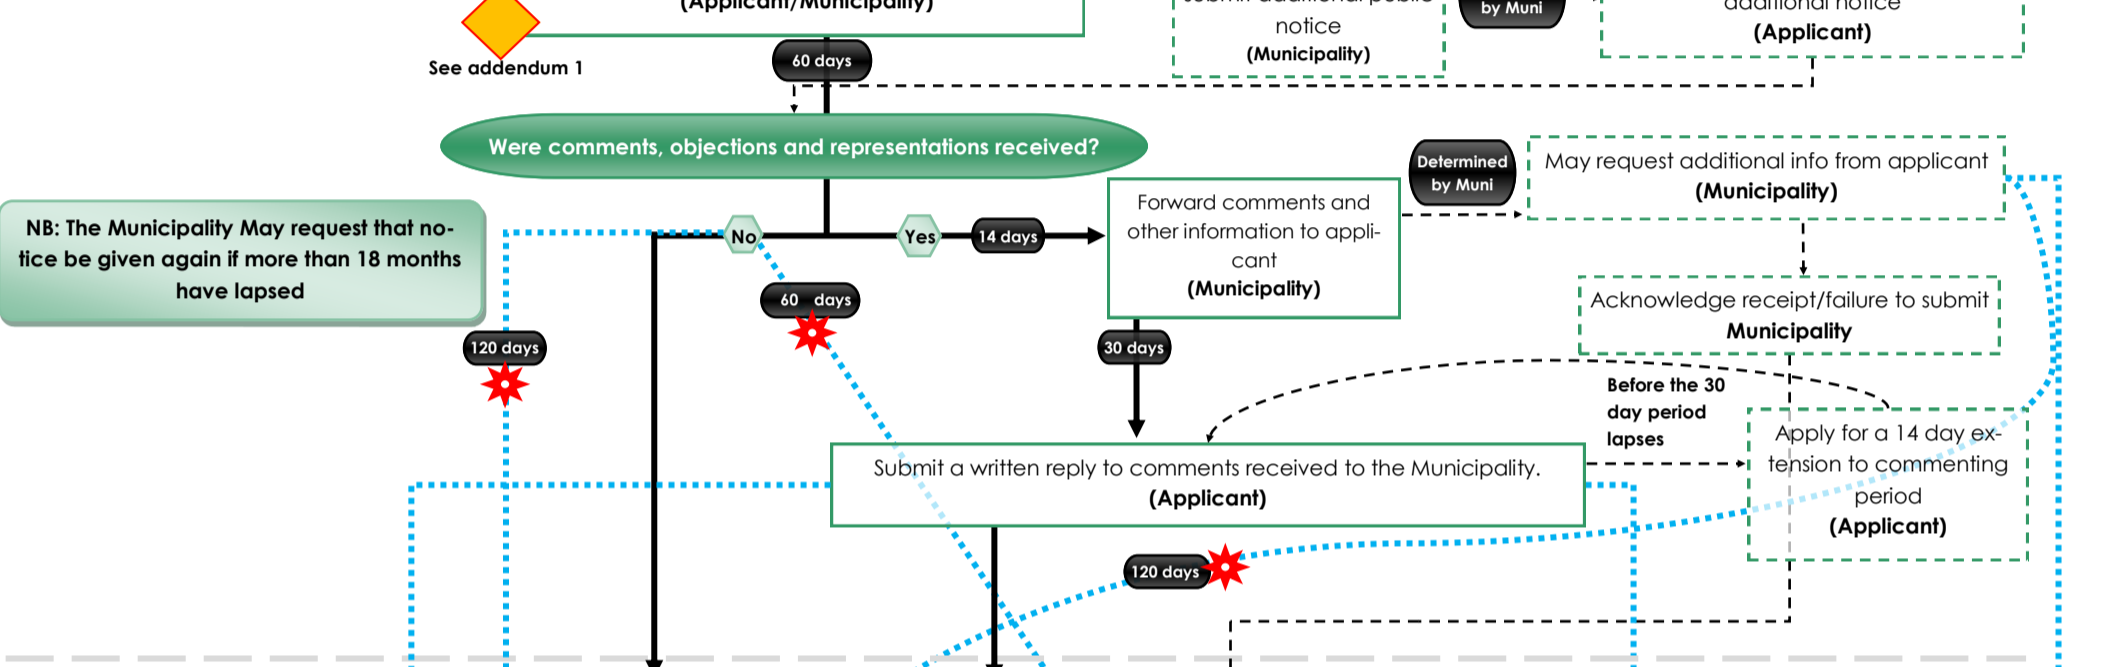 (Applicant/Municipality)
submit additional public
notice
(Municipality)
by Muni
additional notice
(Applicant)
See addendum 1
60 days
Were comments, objections and representations received?
Determined
by Muni
May request additional info from applicant
(Municipality)
NB: The Municipality May request that no-
tice be given again if more than 18 months
have lapsed
No
Yes
14 days
Forward comments and
other information to appli-
cant
(Municipality)
60 days
120 days
30 days
Acknowledge receipt/failure to submit
Municipality
Before the 30
day period
lapses
Apply for a 14 day ex-
tension to commenting
period
(Applicant)
Submit a written reply to comments received to the Municipality.
(Applicant)
120 days